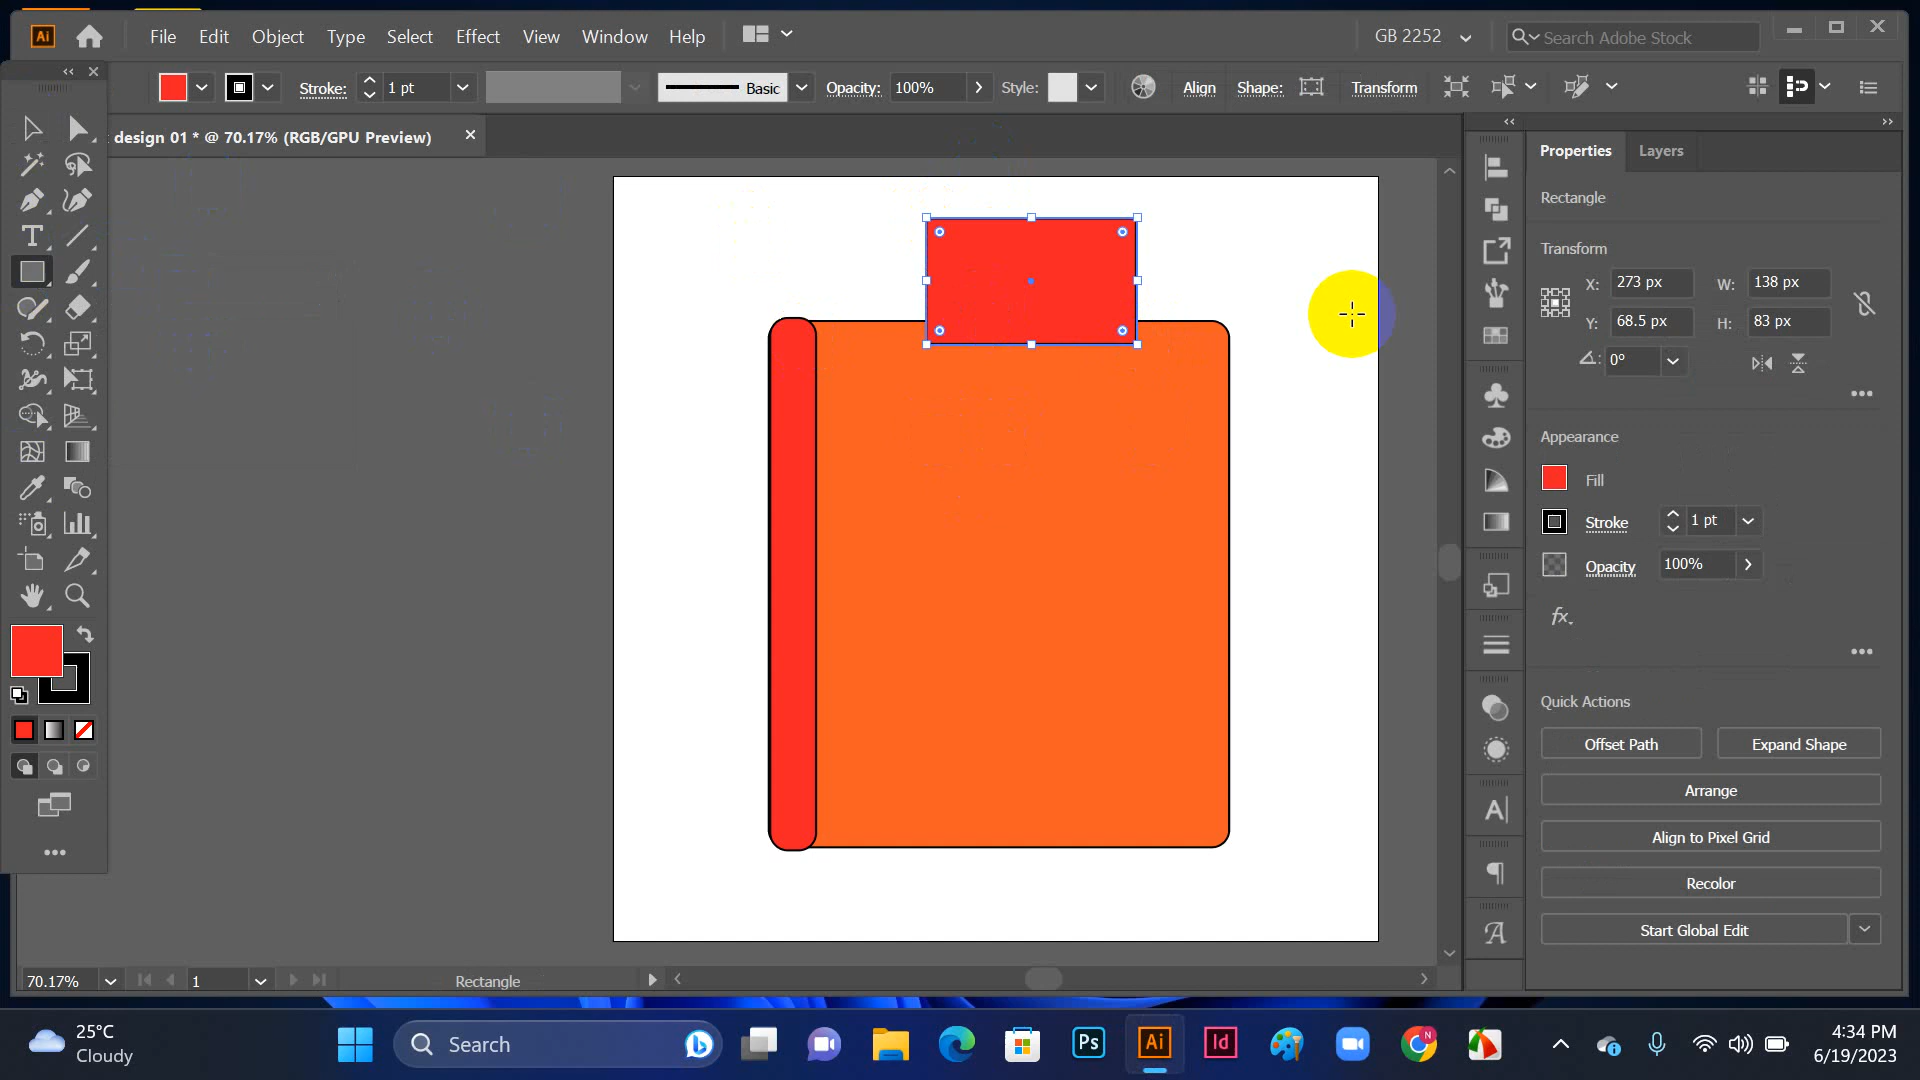 Ai File Edit Object Type Select Effect View Window Help GB 2252 Search Adobe Stock
Stroke: 1 pt Basic Opacity: 100% Style: Align Shape: Transform
design 01 * @ 70.17% (RGB/GPU Preview)
Properties Layers
Rectangle
Transform
X: 273 px W: 138 px
Y: 68.5 px H: 83 px
0°
Appearance
Fill
Stroke 1 pt
Opacity 100%
fx.
Quick Actions
Offset Path Expand Shape
Arrange
Align to Pixel Grid
Recolor
Start Global Edit
70.17% 1 Rectangle
25°C
Cloudy
Search
Ps Ai Id
N
4:34 PM
6/19/2023